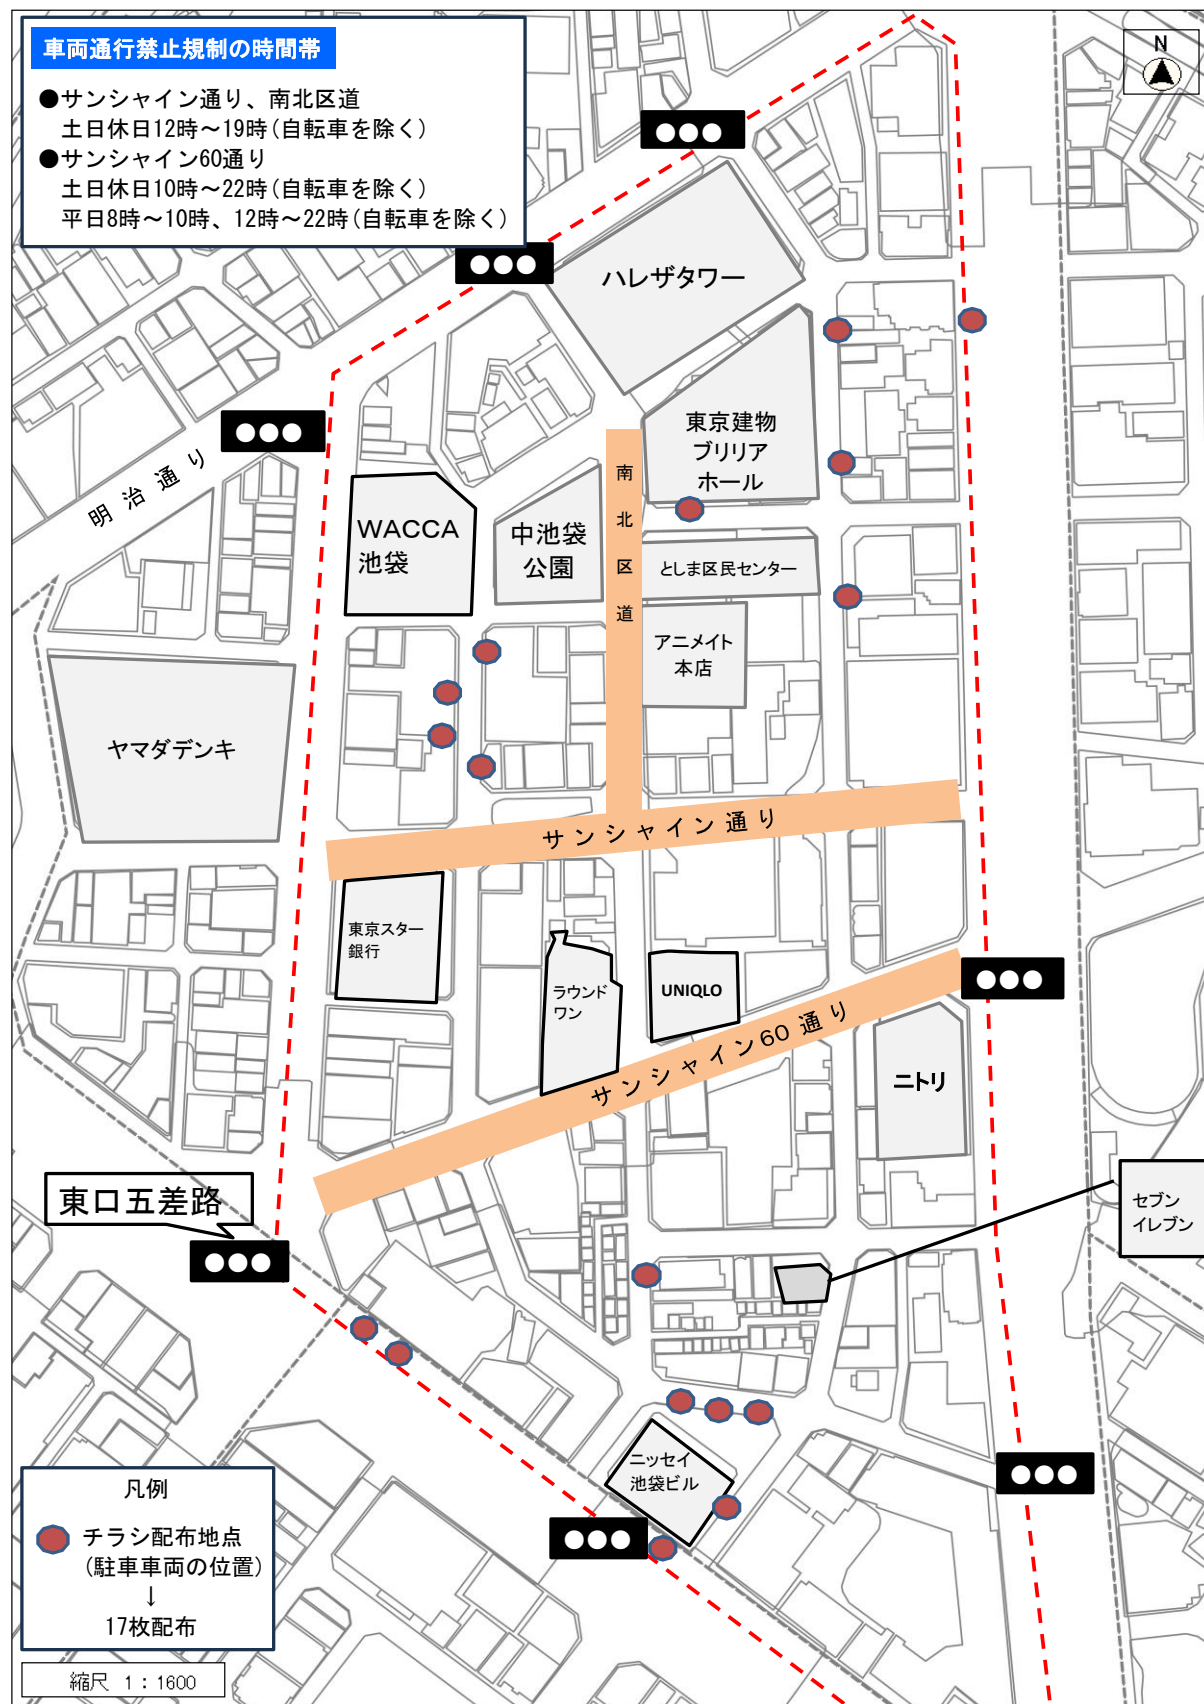 車両通行禁止規制の時間帯
●サンシャイン通り、南北区道
土日休日12時～19時(自転車を除く)
●サンシャイン60通り
土日休日10時～22時(自転車を除く)
平日8時～10時、12時～22時(自転車を除く)
N
ハレザタワー
東京建物
ブリリア
ホール
明治通り
南北区道
WACCA
池袋
中池袋
公園
としま区民センター
アニメイト
本店
ヤマダデンキ
サンシャイン通り
東京スター
銀行
ラウンド
ワン
UNIQLO
サンシャイン60通り
ニトリ
東口五差路
セブン
イレブン
ニッセイ
池袋ビル
凡例
チラシ配布地点
(駐車車両の位置)
↓
17枚配布
縮尺 1：1600